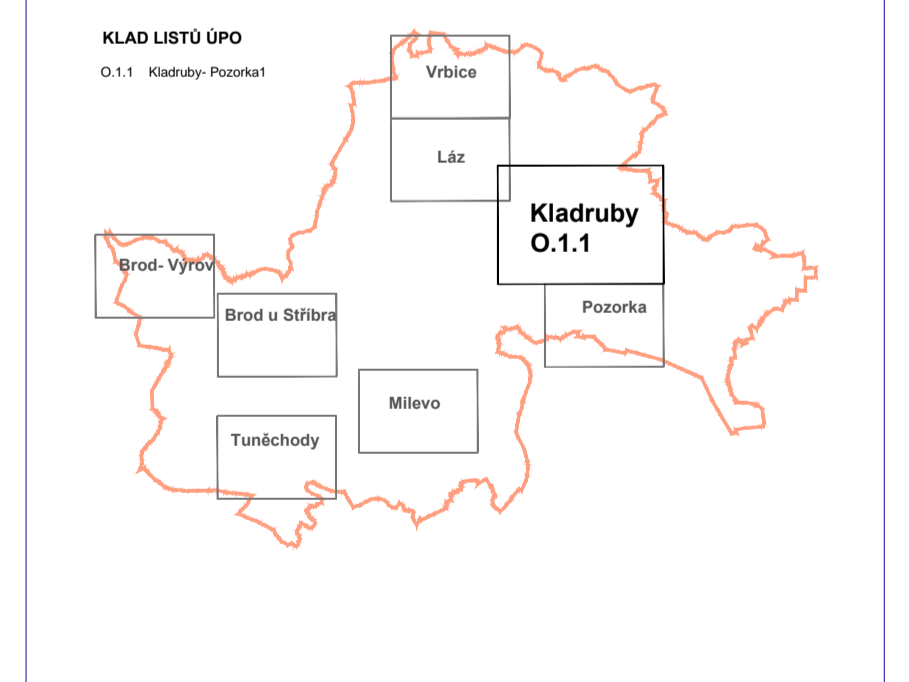 KLAD LISTŮ ÚPO
O.1.1 Kladruby- Pozorka1
Vrbice
Láz
Kladruby
O.1.1
Brod- Výrov
Pozorka
Brod u Stříbra
Milevo
Tuněchody